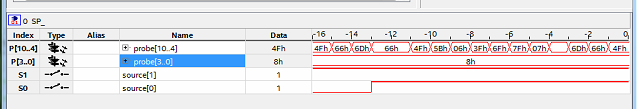 0 SP_
Index Type Alias Name Data -16 -14 -12 -10 -8 -6 -4 -2 0
P[10..4] probe[10..4] 4Fh 4Fh 66h 6Dh 66h 4Fh 5Bh 06h 3Fh 6Fh 7Fh 07h 6Dh 66h 4Fh
P[3..0] probe[3..0] 8h 8h
S1 source[1] 1
S0 source[0] 1